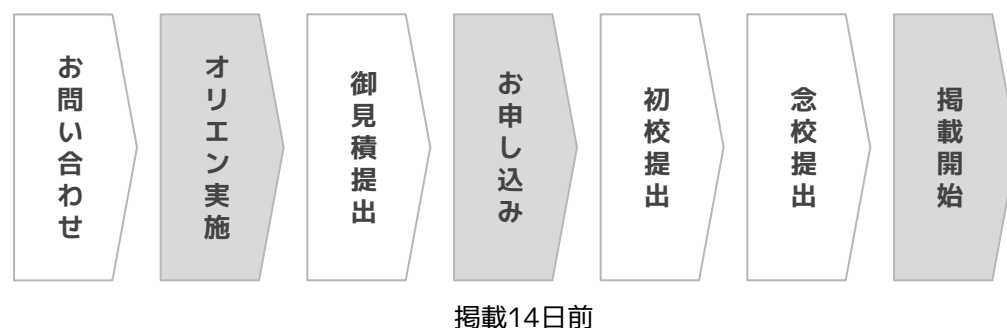 お問い合わせ
オリエン実施
御見積提出
お申し込み
初校提出
念校提出
掲載開始
掲載14日前